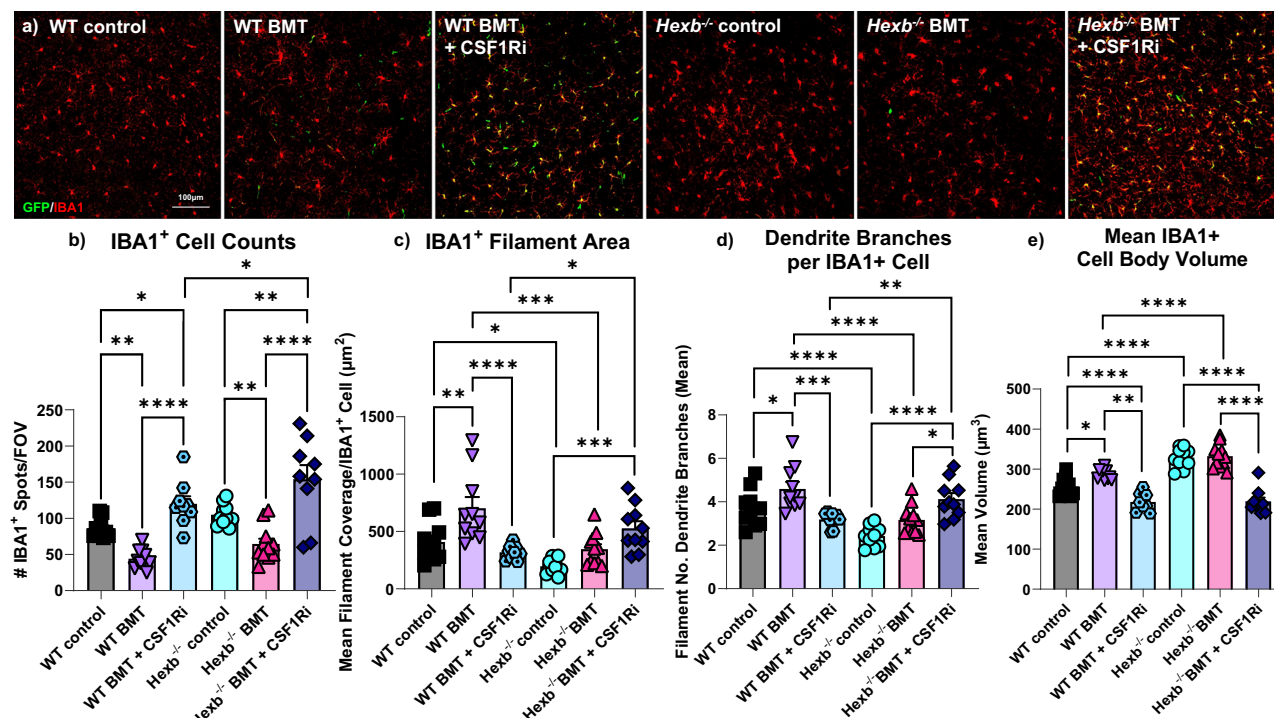 a) WT control
WT BMT
WT BMT
+ CSF1Ri
Hexb-/- control
Hexb-/- BMT
Hexb-/- BMT
+ CSF1Ri
GFP/IBA1
100µm
b) IBA1+ Cell Counts
# IBA1+ Spots/FOV
250
200
150
100
50
0
* ** * **** ** ** ****
WT control
WT BMT
WT BMT + CSF1Ri
Hexb-/- control
Hexb-/- BMT
Hexb-/- BMT + CSF1Ri
c) IBA1+ Filament Area
Mean Filament Coverage/IBA1+ Cell (µm²)
1500
1000
500
0
* *** * **** ** ***
WT control
WT BMT
WT BMT + CSF1Ri
Hexb-/- control
Hexb-/- BMT
Hexb-/- BMT + CSF1Ri
d) Dendrite Branches
per IBA1+ Cell
Filament No. Dendrite Branches (Mean)
8
6
4
2
0
** **** **** *** * **** *
WT control
WT BMT
WT BMT + CSF1Ri
Hexb-/- control
Hexb-/- BMT
Hexb-/- BMT + CSF1Ri
e) Mean IBA1+
Cell Body Volume
Mean Volume (µm³)
500
400
300
200
100
0
**** **** **** ** * **** ****
WT control
WT BMT
WT BMT + CSF1Ri
Hexb-/- control
Hexb-/- BMT
Hexb-/- BMT + CSF1Ri